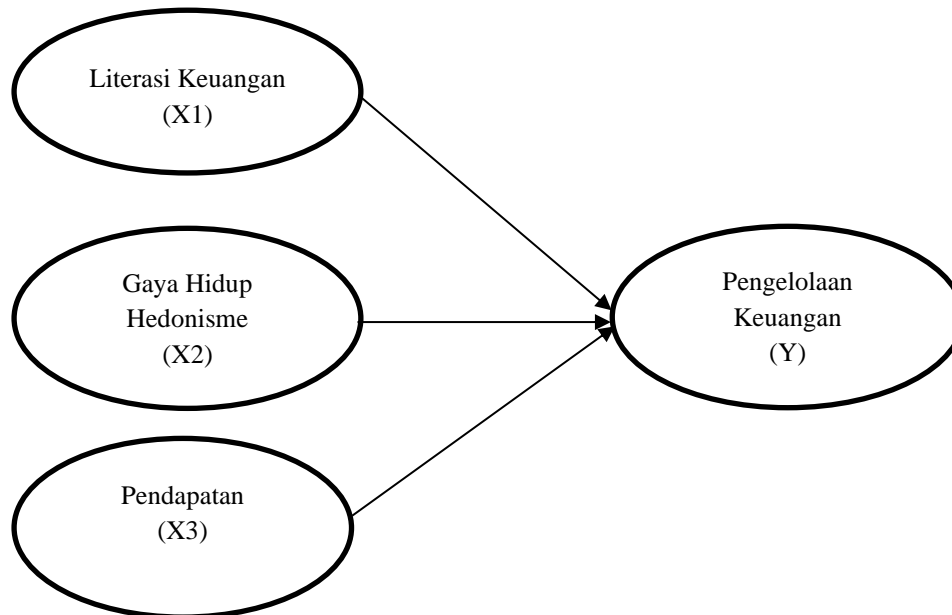 Literasi Keuangan
(X1)
Gaya Hidup
Hedonisme
(X2)
Pengelolaan
Keuangan
(Y)
Pendapatan
(X3)